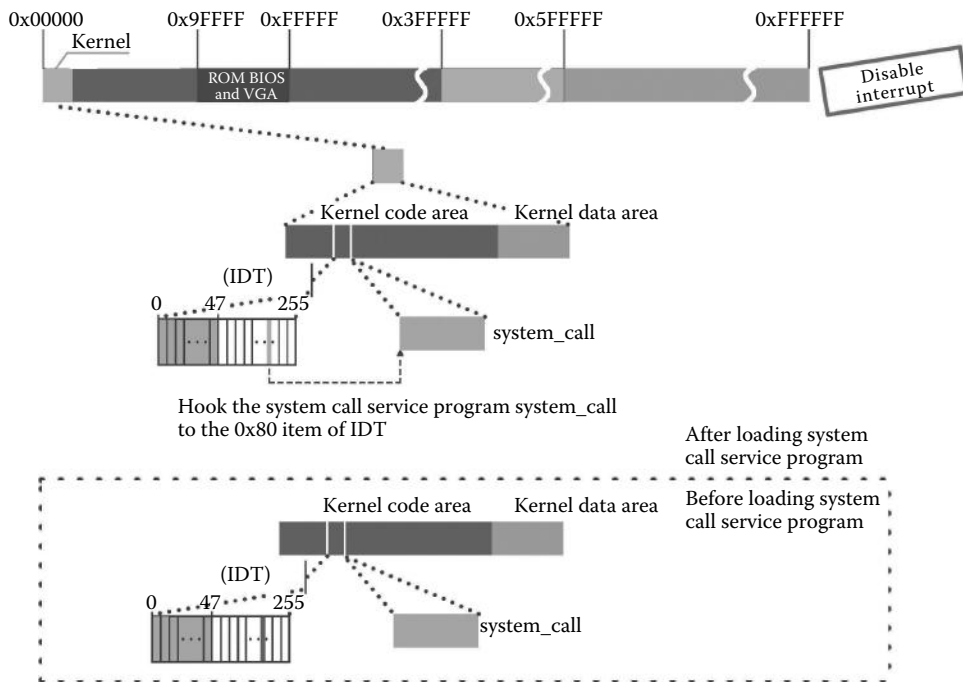 0x00000 0x9FFFF 0xFFFFF 0x3FFFFF 0x5FFFFF 0xFFFFFF
Kernel
ROM BIOS
and VGA
Disable
interrupt
Kernel code area Kernel data area
(IDT)
0 47 255
...
...
system_call
Hook the system call service program system_call
to the 0x80 item of IDT
After loading system
call service program
Before loading system
call service program
Kernel code area Kernel data area
(IDT)
0 47 255
...
...
system_call